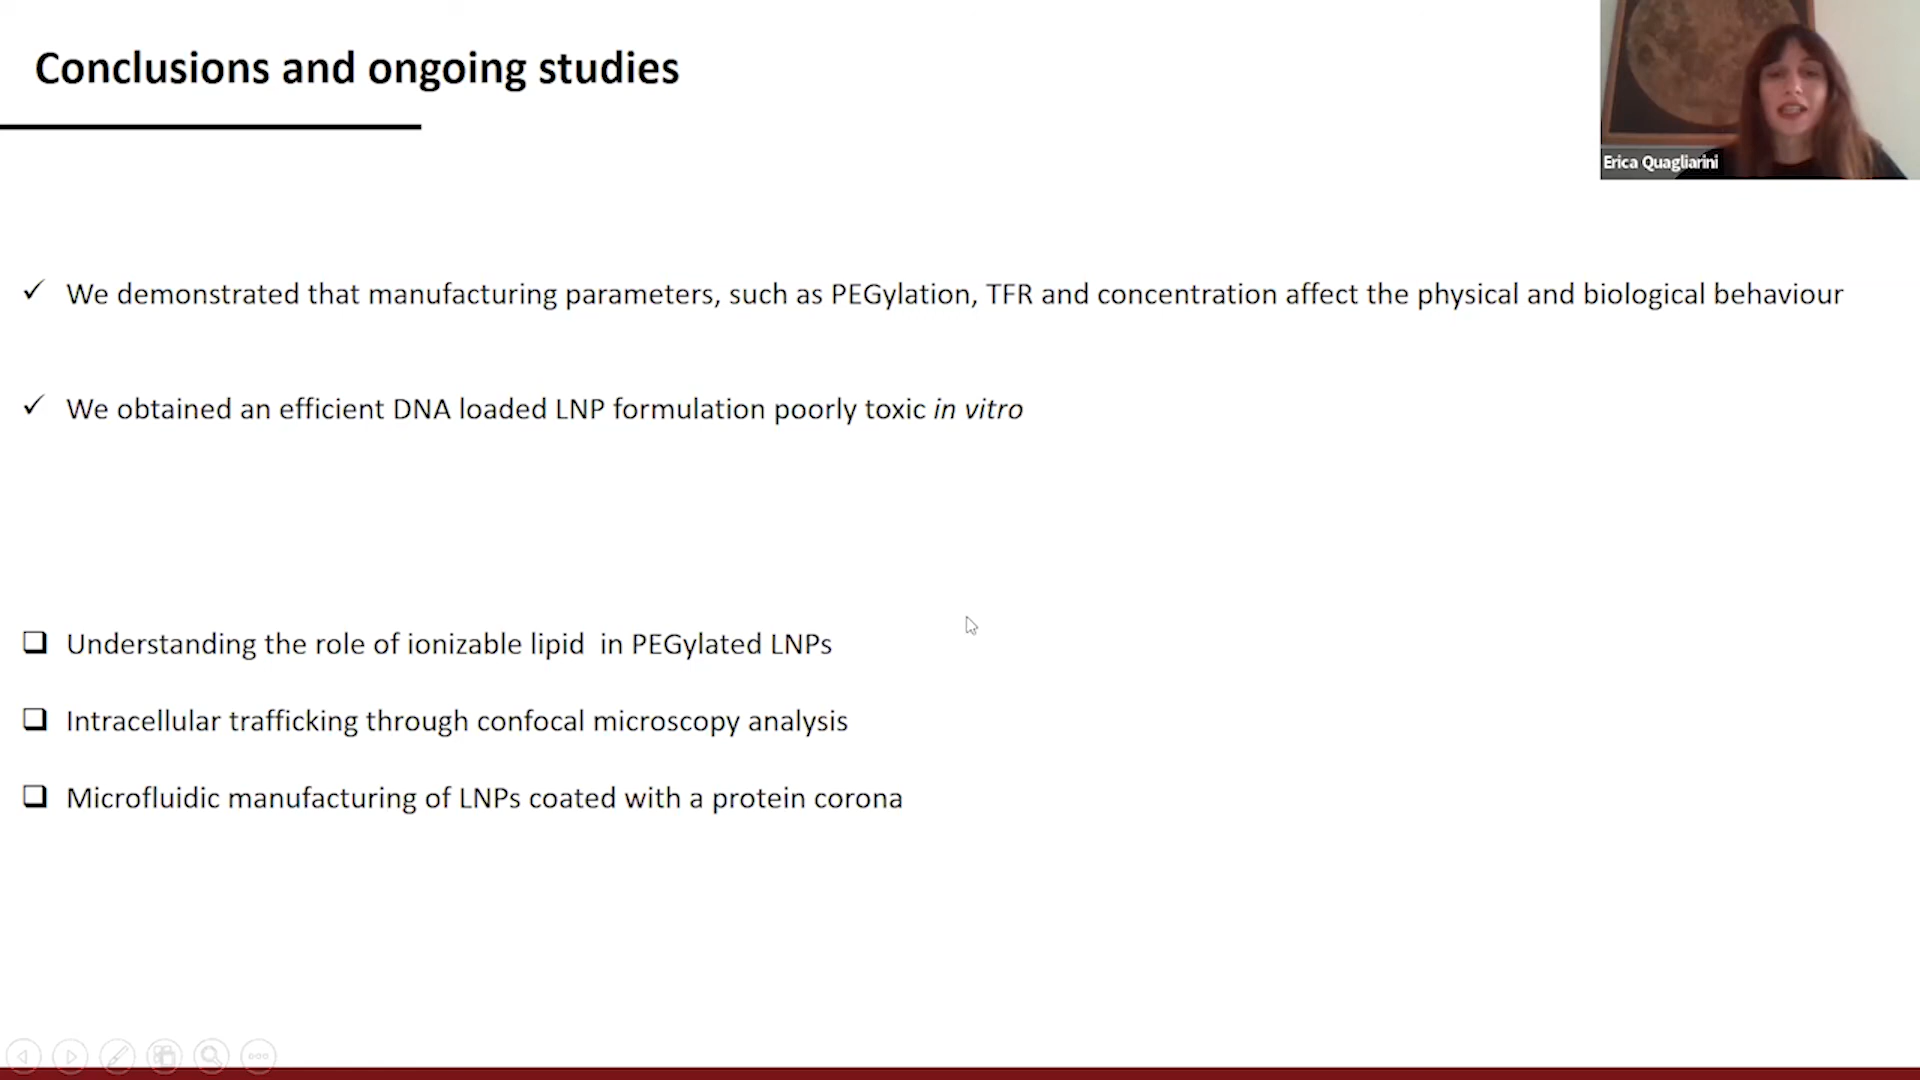 Conclusions and ongoing studies
Erica Quagliarini
✓ We demonstrated that manufacturing parameters, such as PEGylation, TFR and concentration affect the physical and biological behaviour
✓ We obtained an efficient DNA loaded LNP formulation poorly toxic in vitro
❑ Understanding the role of ionizable lipid in PEGylated LNPs
❑ Intracellular trafficking through confocal microscopy analysis
❑ Microfluidic manufacturing of LNPs coated with a protein corona